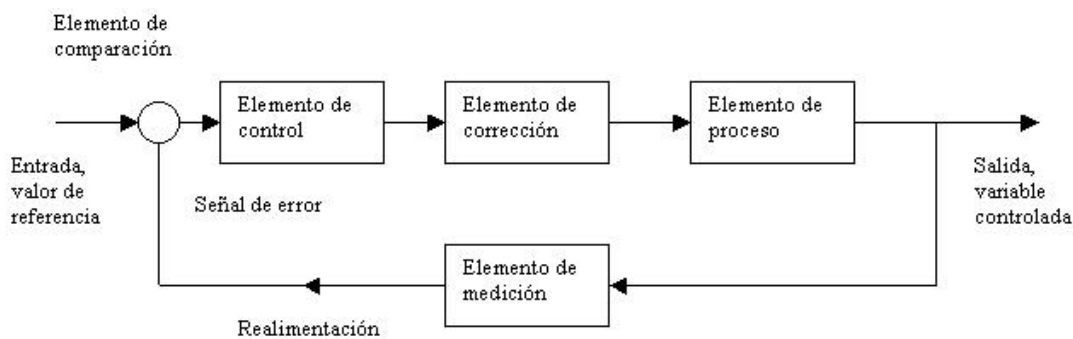 Elemento de
comparación
Elemento de
control
Elemento de
corrección
Elemento de
proceso
Entrada,
valor de
referencia
Señal de error
Salida,
variable
controlada
Elemento de
medición
Realimentación